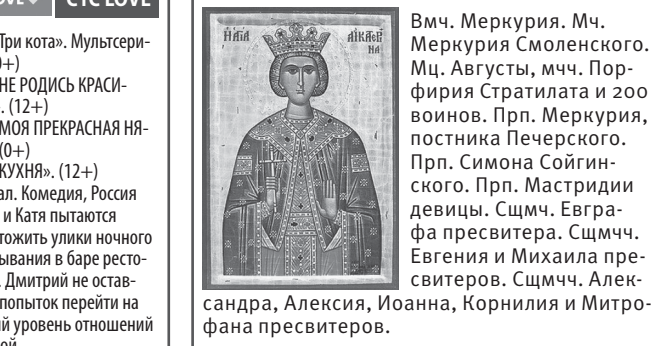 СТС LOVE
Три кота». Мультсери-
0+)
НЕ РОДИСЬ КРАСИ-
. (12+)
МОЯ ПРЕКРАСНАЯ НЯ-
(0+)
КУХНЯ». (12+)
ал. Комедия, Россия
и Катя пытаются
тожить улики ночного
ывания в баре ресто-
. Дмитрий не остав-
попыток перейти на
й уровень отношений
Вмч. Меркурия. Мч.
Меркурия Смоленского.
Мц. Августы, мчч. Пор-
фирия Стратилата и 200
воинов. Прп. Меркурия,
постника Печерского.
Прп. Симона Сойгин-
ского. Прп. Мастридии
девицы. Сщмч. Евгра-
фа пресвитера. Сщмчч.
Евгения и Михаила пре-
свитеров. Сщмчч. Алек-
сандра, Алексия, Иоанна, Корнилия и Митро-
фана пресвитеров.